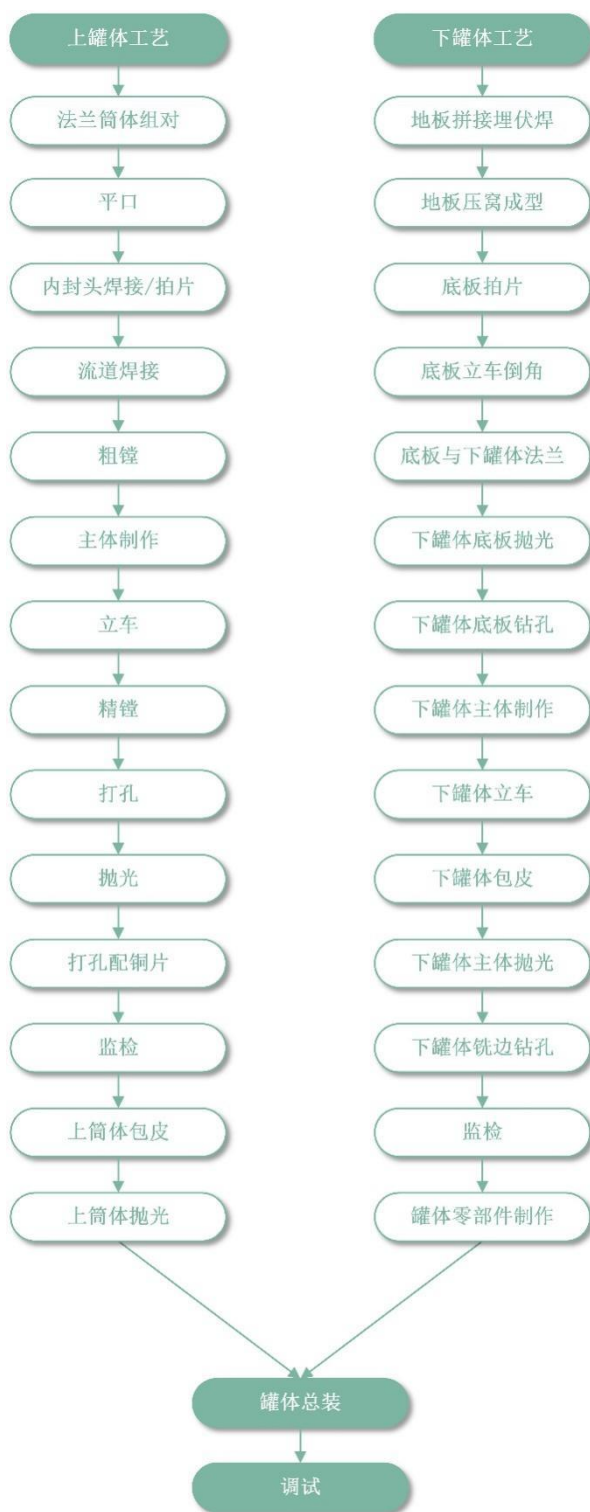 上罐体工艺
法兰筒体组对
平口
内封头焊接/拍片
流道焊接
粗镗
主体制作
立车
精镗
打孔
抛光
打孔配铜片
监检
上筒体包皮
上筒体抛光
下罐体工艺
地板拼接埋伏焊
地板压窝成型
底板拍片
底板立车倒角
底板与下罐体法兰
下罐体底板抛光
下罐体底板钻孔
下罐体主体制作
下罐体立车
下罐体包皮
下罐体主体抛光
下罐体铣边钻孔
监检
罐体零部件制作
罐体总装
调试